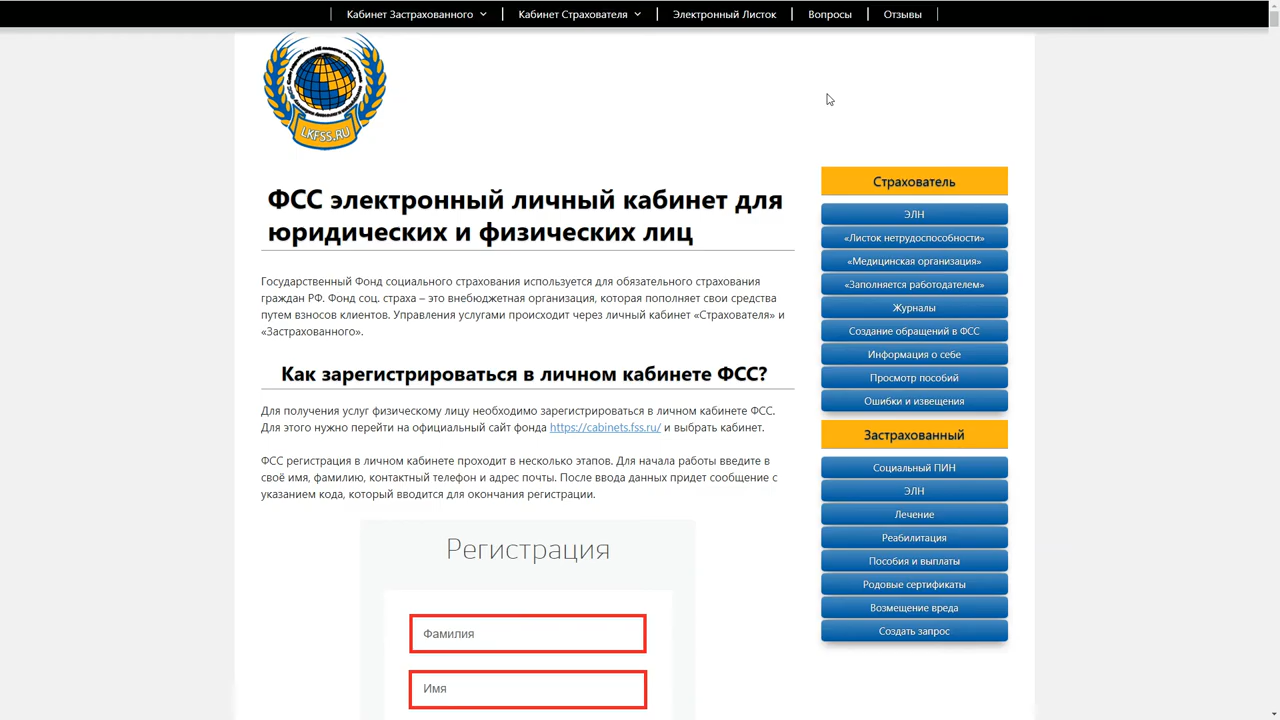 Кабинет Застрахованного
Кабинет Страхователя
Электронный Листок
Вопросы
Отзывы
LKFSS.RU
ФСС электронный личный кабинет для
юридических и физических лиц
Государственный Фонд социального страхования используется для обязательного страхования
граждан РФ. Фонд соц. страха – это внебюджетная организация, которая пополняет свои средства
путем взносов клиентов. Управления услугами происходит через личный кабинет «Страхователя» и
«Застрахованного».
Как зарегистрироваться в личном кабинете ФСС?
Для получения услуг физическому лицу необходимо зарегистрироваться в личном кабинете ФСС.
Для этого нужно перейти на официальный сайт фонда https://cabinets.fss.ru/ и выбрать кабинет.
ФСС регистрация в личном кабинете проходит в несколько этапов. Для начала работы введите в
своё имя, фамилию, контактный телефон и адрес почты. После ввода данных придет сообщение с
указанием кода, который вводится для окончания регистрации.
Регистрация
Фамилия
Имя
Страхователь
ЭЛН
«Листок нетрудоспособности»
«Медицинская организация»
«Заполняется работодателем»
Журналы
Создание обращений в ФСС
Информация о себе
Просмотр пособий
Ошибки и извещения
Застрахованный
Социальный ПИН
ЭЛН
Лечение
Реабилитация
Пособия и выплаты
Родовые сертификаты
Возмещение вреда
Создать запрос